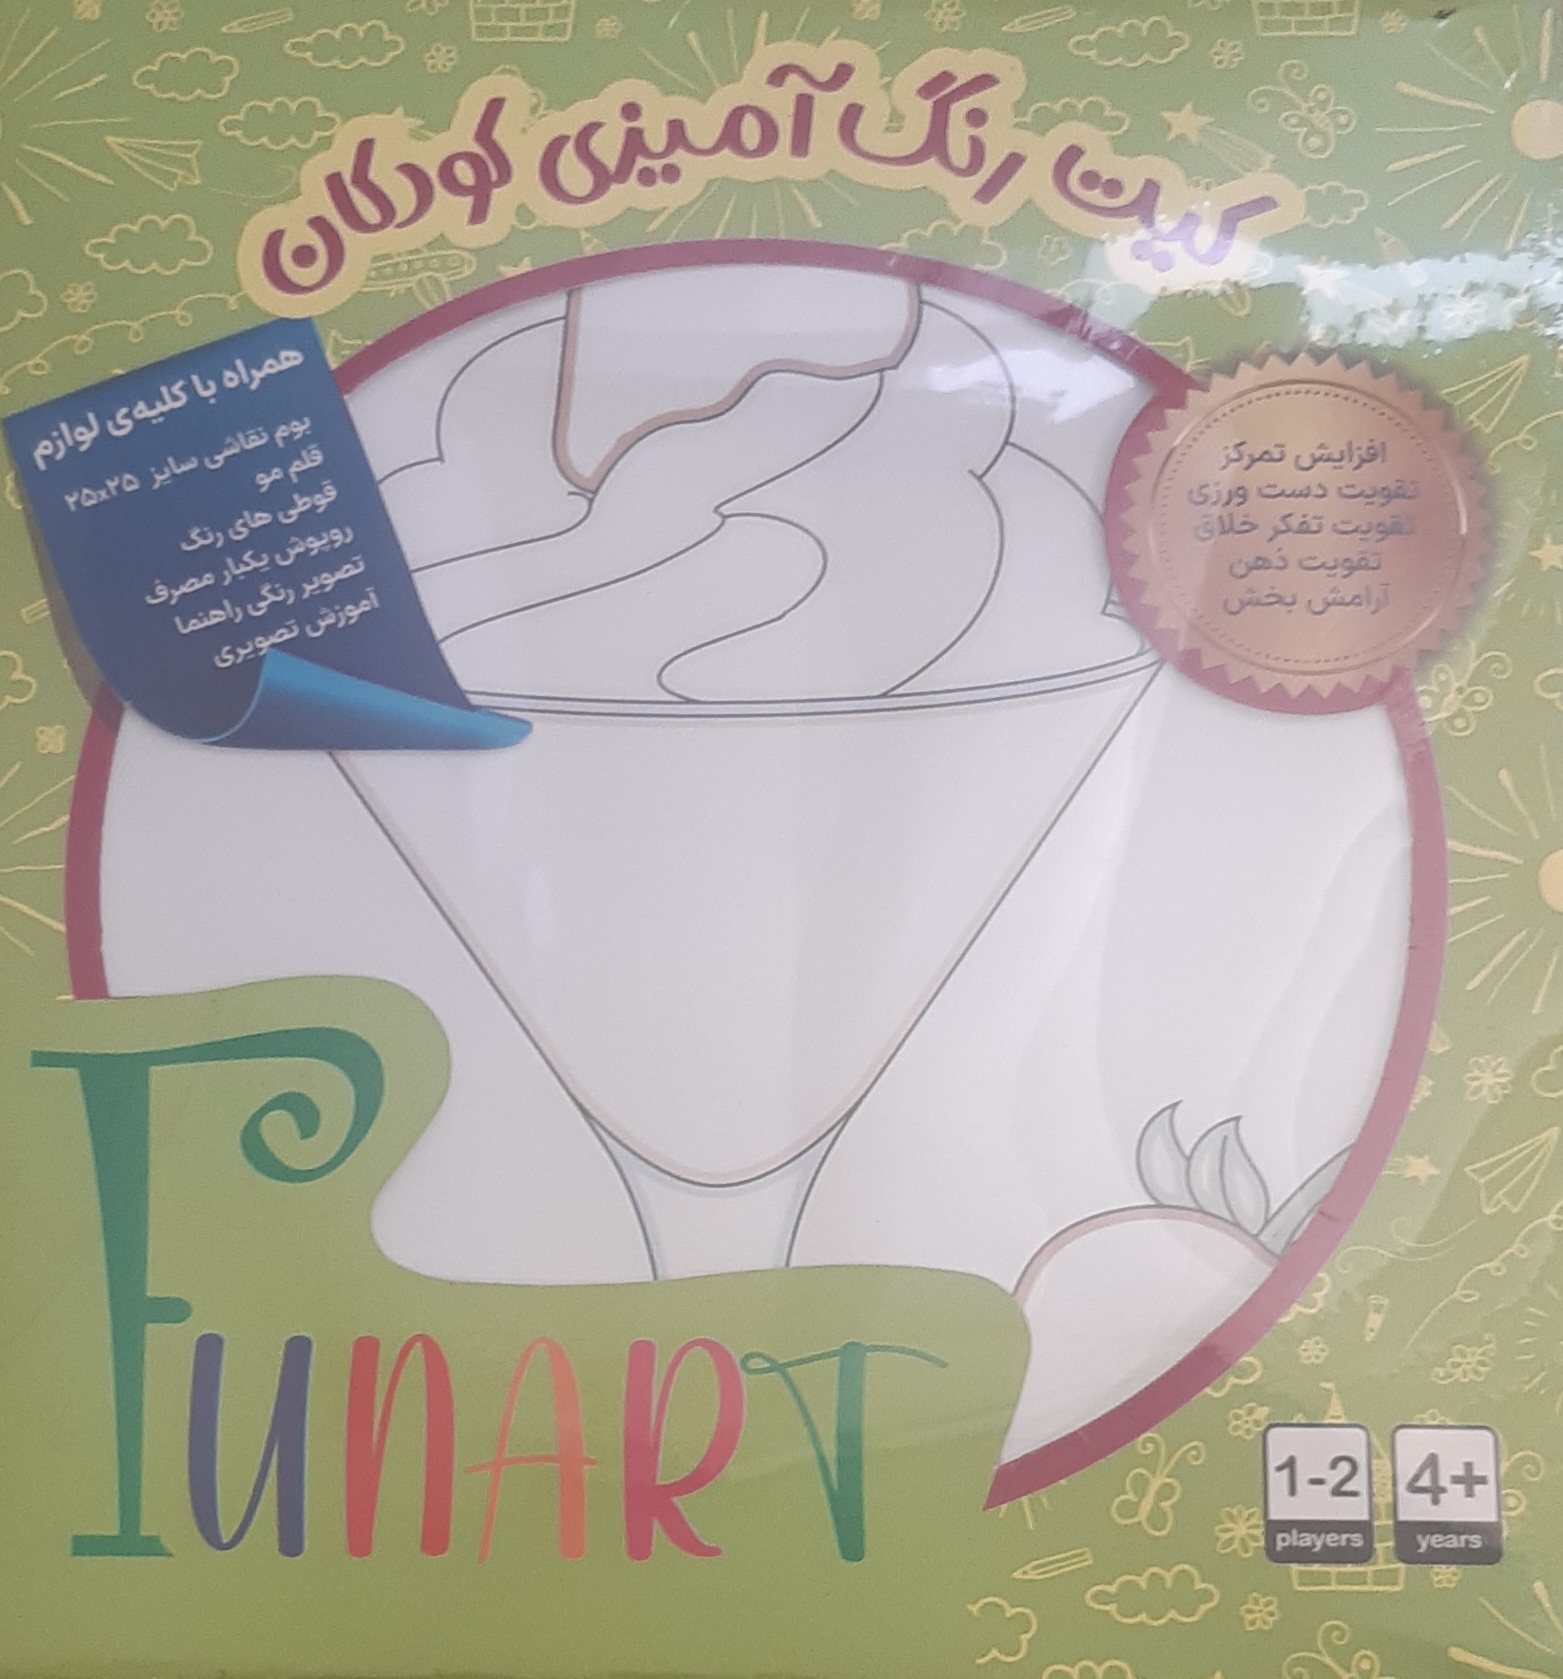 کیت رنگ آمیزی کودکان
همراه با کلیه‌ی لوازم
بوم نقاشی سایز ۲۵x۲۵
قلم مو
قوطی های رنگ
روپوش یکبار مصرف
تصویر رنگی راهنما
آموزش تصویری
افزایش تمرکز
تقویت دست ورزی
تقویت تفکر خلاق
تقویت ذهن
آرامش بخش
FUNART
1-2
players
4+
years